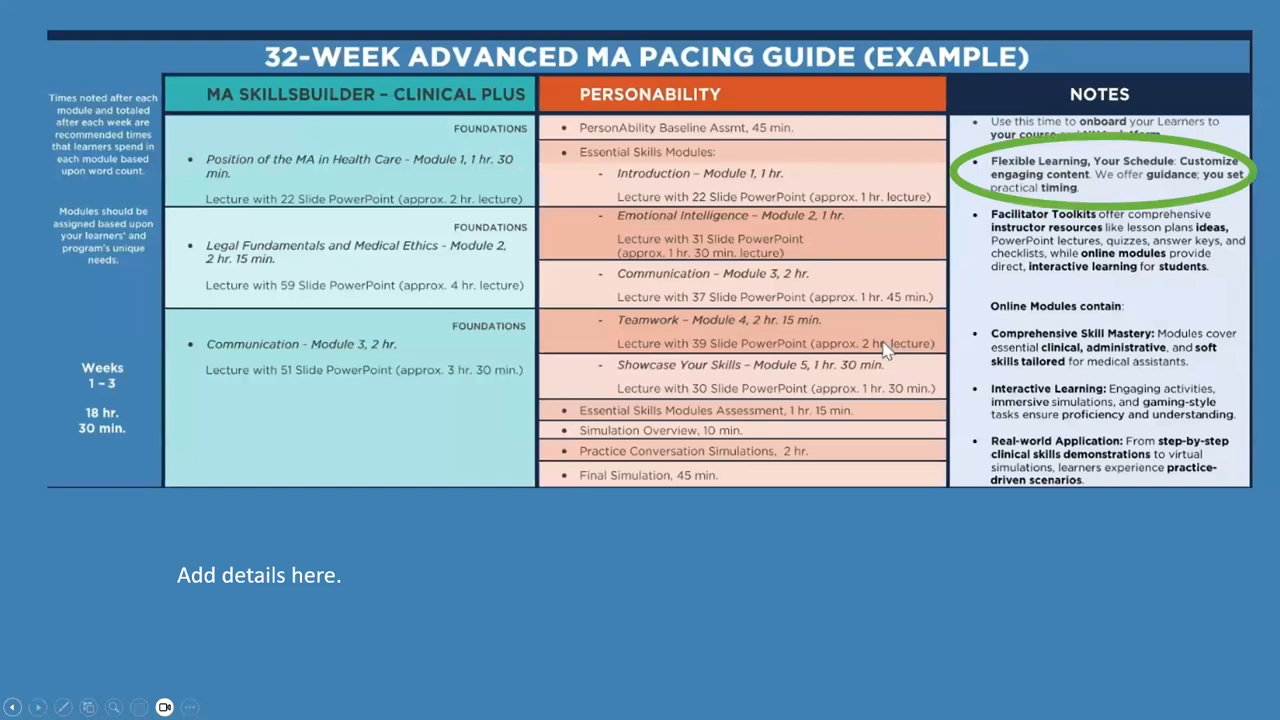 32-WEEK ADVANCED MA PACING GUIDE (EXAMPLE)
Times noted after each
module and totaled
after each week are
recommended times
that learners spend in
each module based
upon word count.
Modules should be
assigned based upon
your learners' and
program's unique
needs.
Weeks
1 – 3
18 hr.
30 min.
MA SKILLSBUILDER – CLINICAL PLUS
FOUNDATIONS
• Position of the MA in Health Care - Module 1, 1 hr. 30
min.
Lecture with 22 Slide PowerPoint (approx. 2 hr. lecture)
FOUNDATIONS
• Legal Fundamentals and Medical Ethics - Module 2,
2 hr. 15 min.
Lecture with 59 Slide PowerPoint (approx. 4 hr. lecture)
FOUNDATIONS
• Communication - Module 3, 2 hr.
Lecture with 51 Slide PowerPoint (approx. 3 hr. 30 min.)
PERSONABILITY
• PersonAbility Baseline Assmt, 45 min.
• Essential Skills Modules:
- Introduction – Module 1, 1 hr.
Lecture with 22 Slide PowerPoint (approx. 1 hr. lecture)
- Emotional Intelligence – Module 2, 1 hr.
Lecture with 31 Slide PowerPoint
(approx. 1 hr. 30 min. lecture)
- Communication – Module 3, 2 hr.
Lecture with 37 Slide PowerPoint (approx. 1 hr. 45 min.)
- Teamwork – Module 4, 2 hr. 15 min.
Lecture with 39 Slide PowerPoint (approx. 2 hr. lecture)
- Showcase Your Skills – Module 5, 1 hr. 30 min.
Lecture with 30 Slide PowerPoint (approx. 1 hr. 30 min.)
• Essential Skills Modules Assessment, 1 hr. 15 min.
• Simulation Overview, 10 min.
• Practice Conversation Simulations, 2 hr.
• Final Simulation, 45 min.
NOTES
• Use this time to onboard your Learners to
your course
• Flexible Learning, Your Schedule: Customize
engaging content. We offer guidance; you set
practical timing.
• Facilitator Toolkits offer comprehensive
instructor resources like lesson plans ideas,
PowerPoint lectures, quizzes, answer keys, and
checklists, while online modules provide
direct, interactive learning for students.
Online Modules contain:
• Comprehensive Skill Mastery: Modules cover
essential clinical, administrative, and soft
skills tailored for medical assistants.
• Interactive Learning: Engaging activities,
immersive simulations, and gaming-style
tasks ensure proficiency and understanding.
• Real-world Application: From step-by-step
clinical skills demonstrations to virtual
simulations, learners experience practice-
driven scenarios.
Add details here.